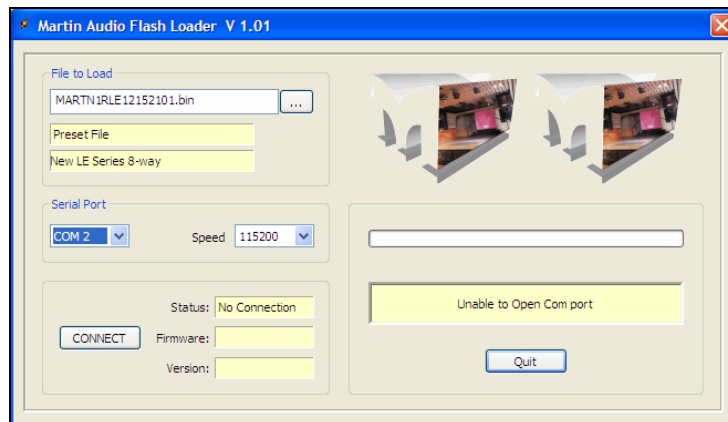 Martin Audio Flash Loader V 1.01
File to Load
MARTN1RLE12152101.bin
...
Preset File
New LE Series 8-way
Serial Port
COM 2
Speed
115200
Status:
No Connection
CONNECT
Firmware:
Version:
Unable to Open Com port
Quit